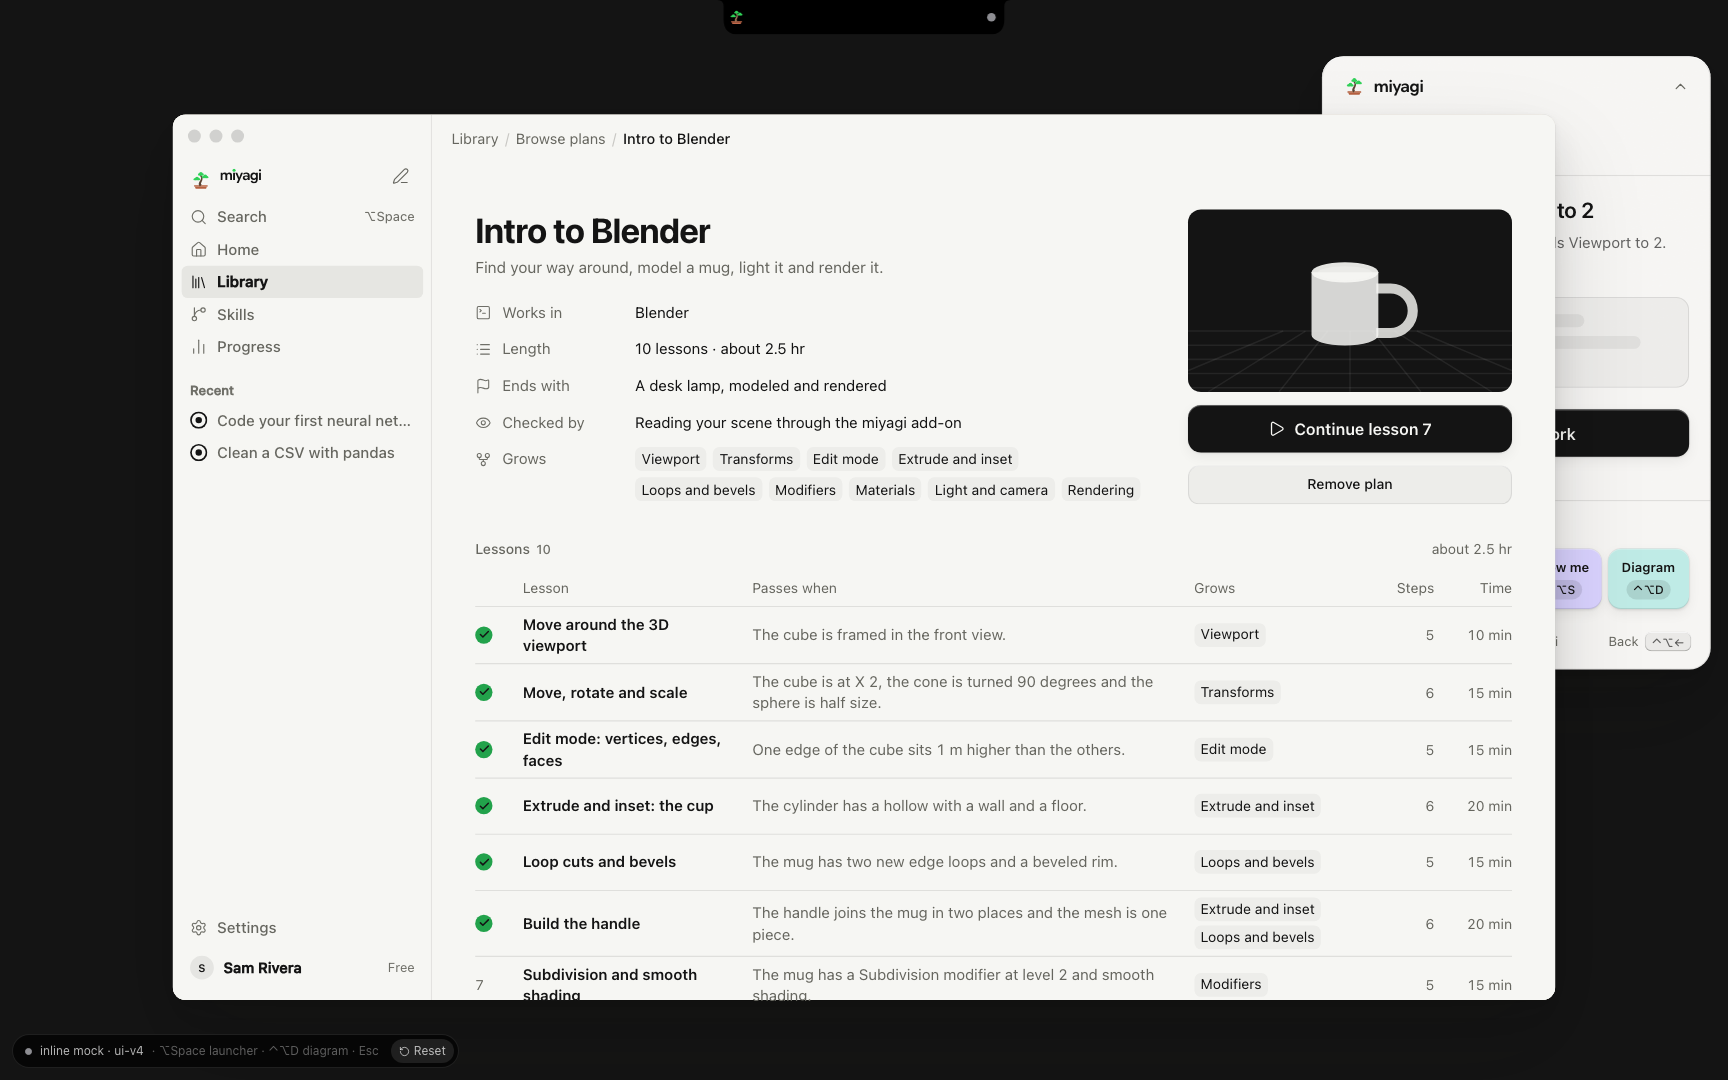 miyagi
miyagi
Search ⌥Space
Home
Library
Skills
Progress
Recent
Code your first neural net...
Clean a CSV with pandas
Settings
S Sam Rivera Free
Library / Browse plans / Intro to Blender
Intro to Blender
Find your way around, model a mug, light it and render it.
Works in Blender
Length 10 lessons · about 2.5 hr
Ends with A desk lamp, modeled and rendered
Checked by Reading your scene through the miyagi add-on
Grows Viewport Transforms Edit mode Extrude and inset
Loops and bevels Modifiers Materials Light and camera Rendering
Continue lesson 7
Remove plan
Lessons 10 about 2.5 hr
Lesson Passes when Grows Steps Time
Move around the 3D
viewport
The cube is framed in the front view. Viewport 5 10 min
Move, rotate and scale
The cube is at X 2, the cone is turned 90 degrees and the
sphere is half size.
Transforms 6 15 min
Edit mode: vertices, edges,
faces
One edge of the cube sits 1 m higher than the others. Edit mode 5 15 min
Extrude and inset: the cup The cylinder has a hollow with a wall and a floor. Extrude and inset 6 20 min
Loop cuts and bevels The mug has two new edge loops and a beveled rim. Loops and bevels 5 15 min
Build the handle
The handle joins the mug in two places and the mesh is one
piece.
Extrude and inset
Loops and bevels
6 20 min
7
Subdivision and smooth
shading
The mug has a Subdivision modifier at level 2 and smooth
shading.
Modifiers 5 15 min
to 2
ls Viewport to 2.
ork
w me
⌥S
Diagram
⌃⌥D
i Back ⌃⌥←
inline mock · ui-v4 · ⌥Space launcher · ⌃⌥D diagram · Esc Reset